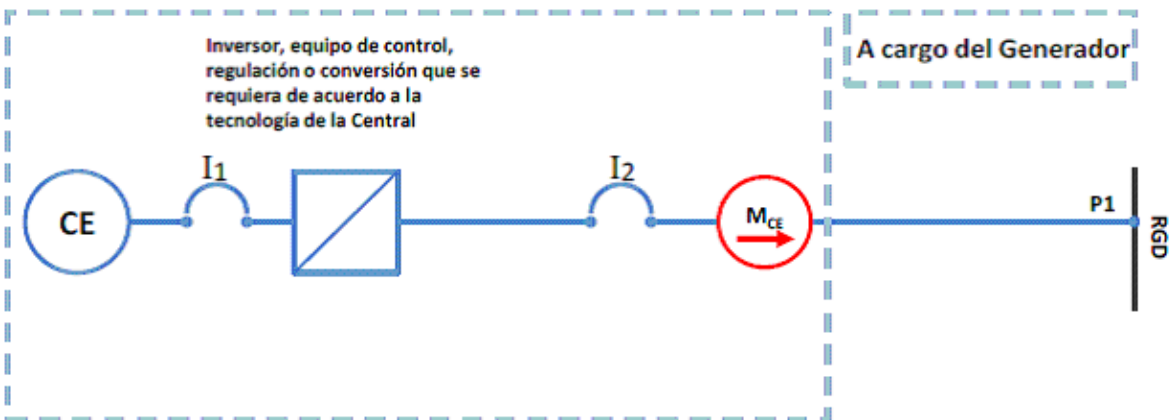 Inversor, equipo de control,
regulación o conversión que se
requiera de acuerdo a la
tecnología de la Central
A cargo del Generador
I1
I2
CE
MCE
P1
RGD